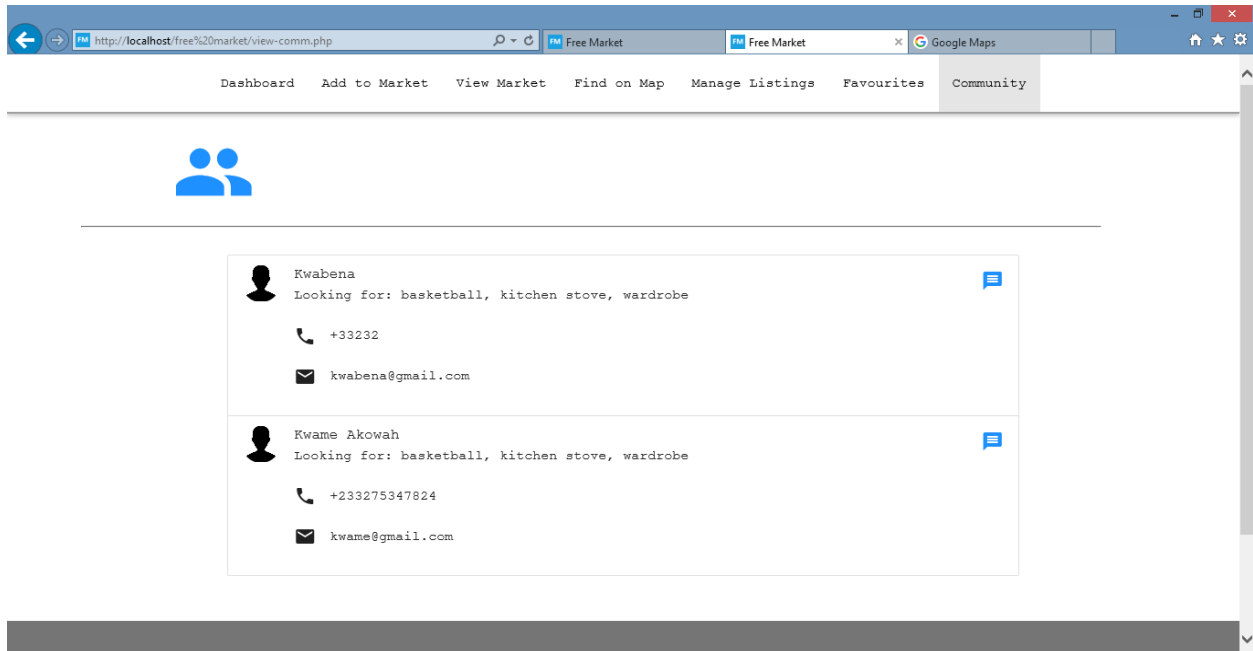 http://localhost/free%20market/view-comm.php
FM Free Market
FM Free Market
G Google Maps
Dashboard Add to Market View Market Find on Map Manage Listings Favourites Community
Kwabena
Looking for: basketball, kitchen stove, wardrobe
+33232
kwabena@gmail.com
Kwame Akowah
Looking for: basketball, kitchen stove, wardrobe
+233275347824
kwame@gmail.com